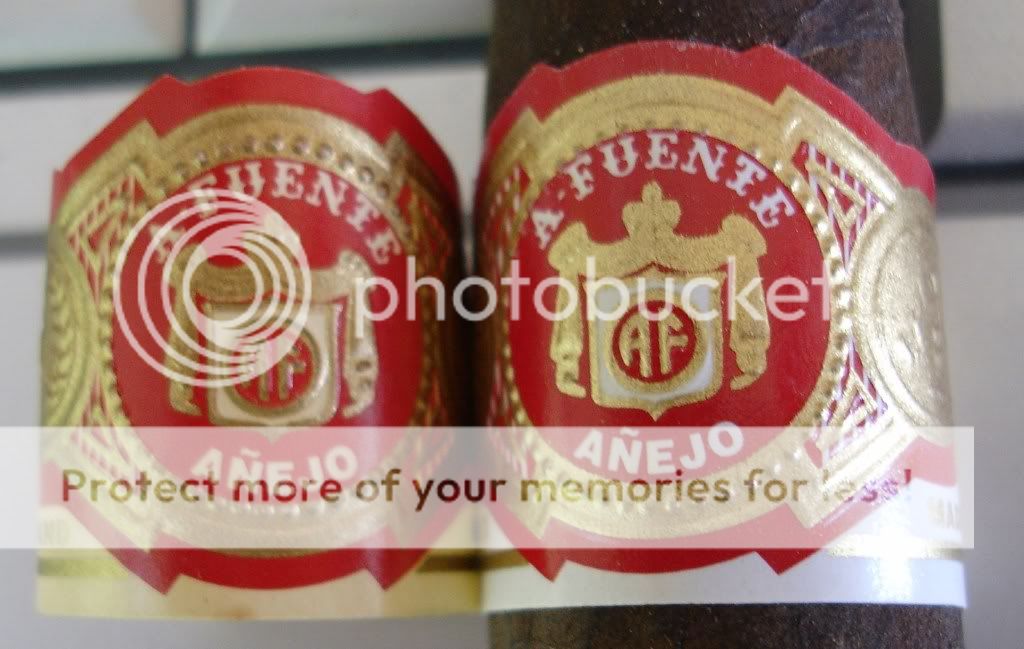 A·FUENTE
AF
AÑEJO
A·FUENTE
AF
AÑEJO
photobucket
Protect more of your memories for less!